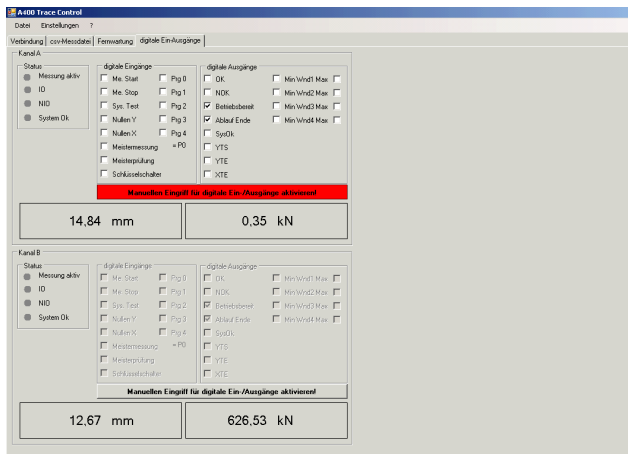 A400 Trace Control
Datei Einstellungen ?
Verbindung csv-Messdatei Fernwartung digitale Ein-Ausgänge
Kanal A
Status
Messung aktiv
IO
NIO
System Ok
digitale Eingänge
Me. Start Prg 0
Me. Stop Prg 1
Sys. Test Prg 2
Nullen Y Prg 3
Nullen X Prg 4
Meistermessung = P0
Meisterprüfung
Schlüsselschalter
digitale Ausgänge
OK Min Wnd1 Max
NOK Min Wnd2 Max
Betriebsbereit Min Wnd3 Max
Ablauf Ende Min Wnd4 Max
SysOk
YTS
YTE
XTE
Manuellen Eingriff für digitale Ein-/Ausgänge aktivieren!
14,84 mm 0,35 kN
Kanal B
Status
Messung aktiv
IO
NIO
System Ok
digitale Eingänge
Me. Start Prg 0
Me. Stop Prg 1
Sys. Test Prg 2
Nullen Y Prg 3
Nullen X Prg 4
Meistermessung = P0
Meisterprüfung
Schlüsselschalter
digitale Ausgänge
OK Min Wnd1 Max
NOK Min Wnd2 Max
Betriebsbereit Min Wnd3 Max
Ablauf Ende Min Wnd4 Max
SysOk
YTS
YTE
XTE
Manuellen Eingriff für digitale Ein-/Ausgänge aktivieren!
12,67 mm 626,53 kN